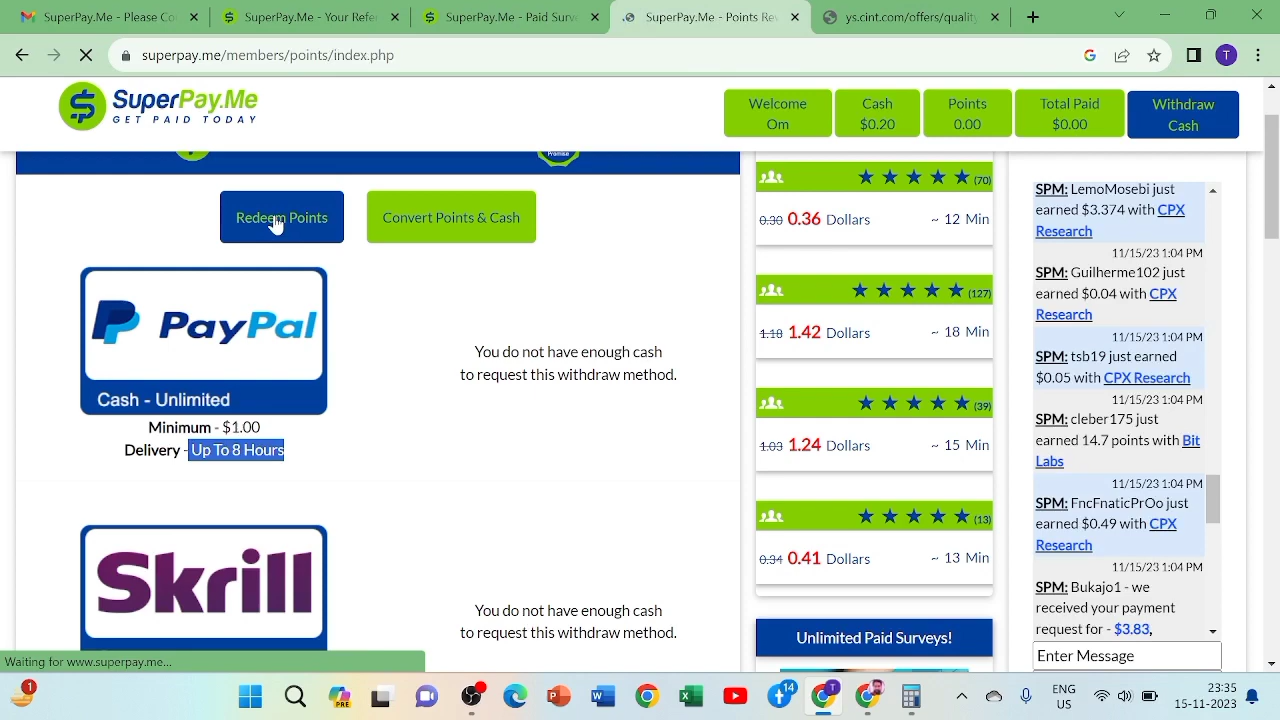 SuperPay.Me - Please Co
SuperPay.Me - Your Refer
SuperPay.Me - Paid Surv
SuperPay.Me - Points Re
ys.cint.com/offers/quality
superpay.me/members/points/index.php
SuperPay.Me
GET PAID TODAY
Welcome
Om
Cash
$0.20
Points
0.00
Total Paid
$0.00
Withdraw
Cash
Promise
Redeem Points
Convert Points & Cash
PayPal
Cash - Unlimited
Minimum - $1.00
Delivery - Up To 8 Hours
You do not have enough cash
to request this withdraw method.
Skrill
You do not have enough cash
to request this withdraw method.
(70)
0.30 0.36 Dollars ~ 12 Min
(127)
1.18 1.42 Dollars ~ 18 Min
(39)
1.03 1.24 Dollars ~ 15 Min
(13)
0.34 0.41 Dollars ~ 13 Min
Unlimited Paid Surveys!
SPM: LemoMosebi just
earned $3.374 with CPX
Research
11/15/23 1:04 PM
SPM: Guilherme102 just
earned $0.04 with CPX
Research
11/15/23 1:04 PM
SPM: tsb19 just earned
$0.05 with CPX Research
11/15/23 1:04 PM
SPM: cleber175 just
earned 14.7 points with Bit
Labs
11/15/23 1:04 PM
SPM: FncFnaticPrOo just
earned $0.49 with CPX
Research
11/15/23 1:04 PM
SPM: Bukajo1 - we
received your payment
request for - $3.83,
Enter Message
Waiting for www.superpay.me...
1
PRE
14
T
T
ENG
US
23:35
15-11-2023